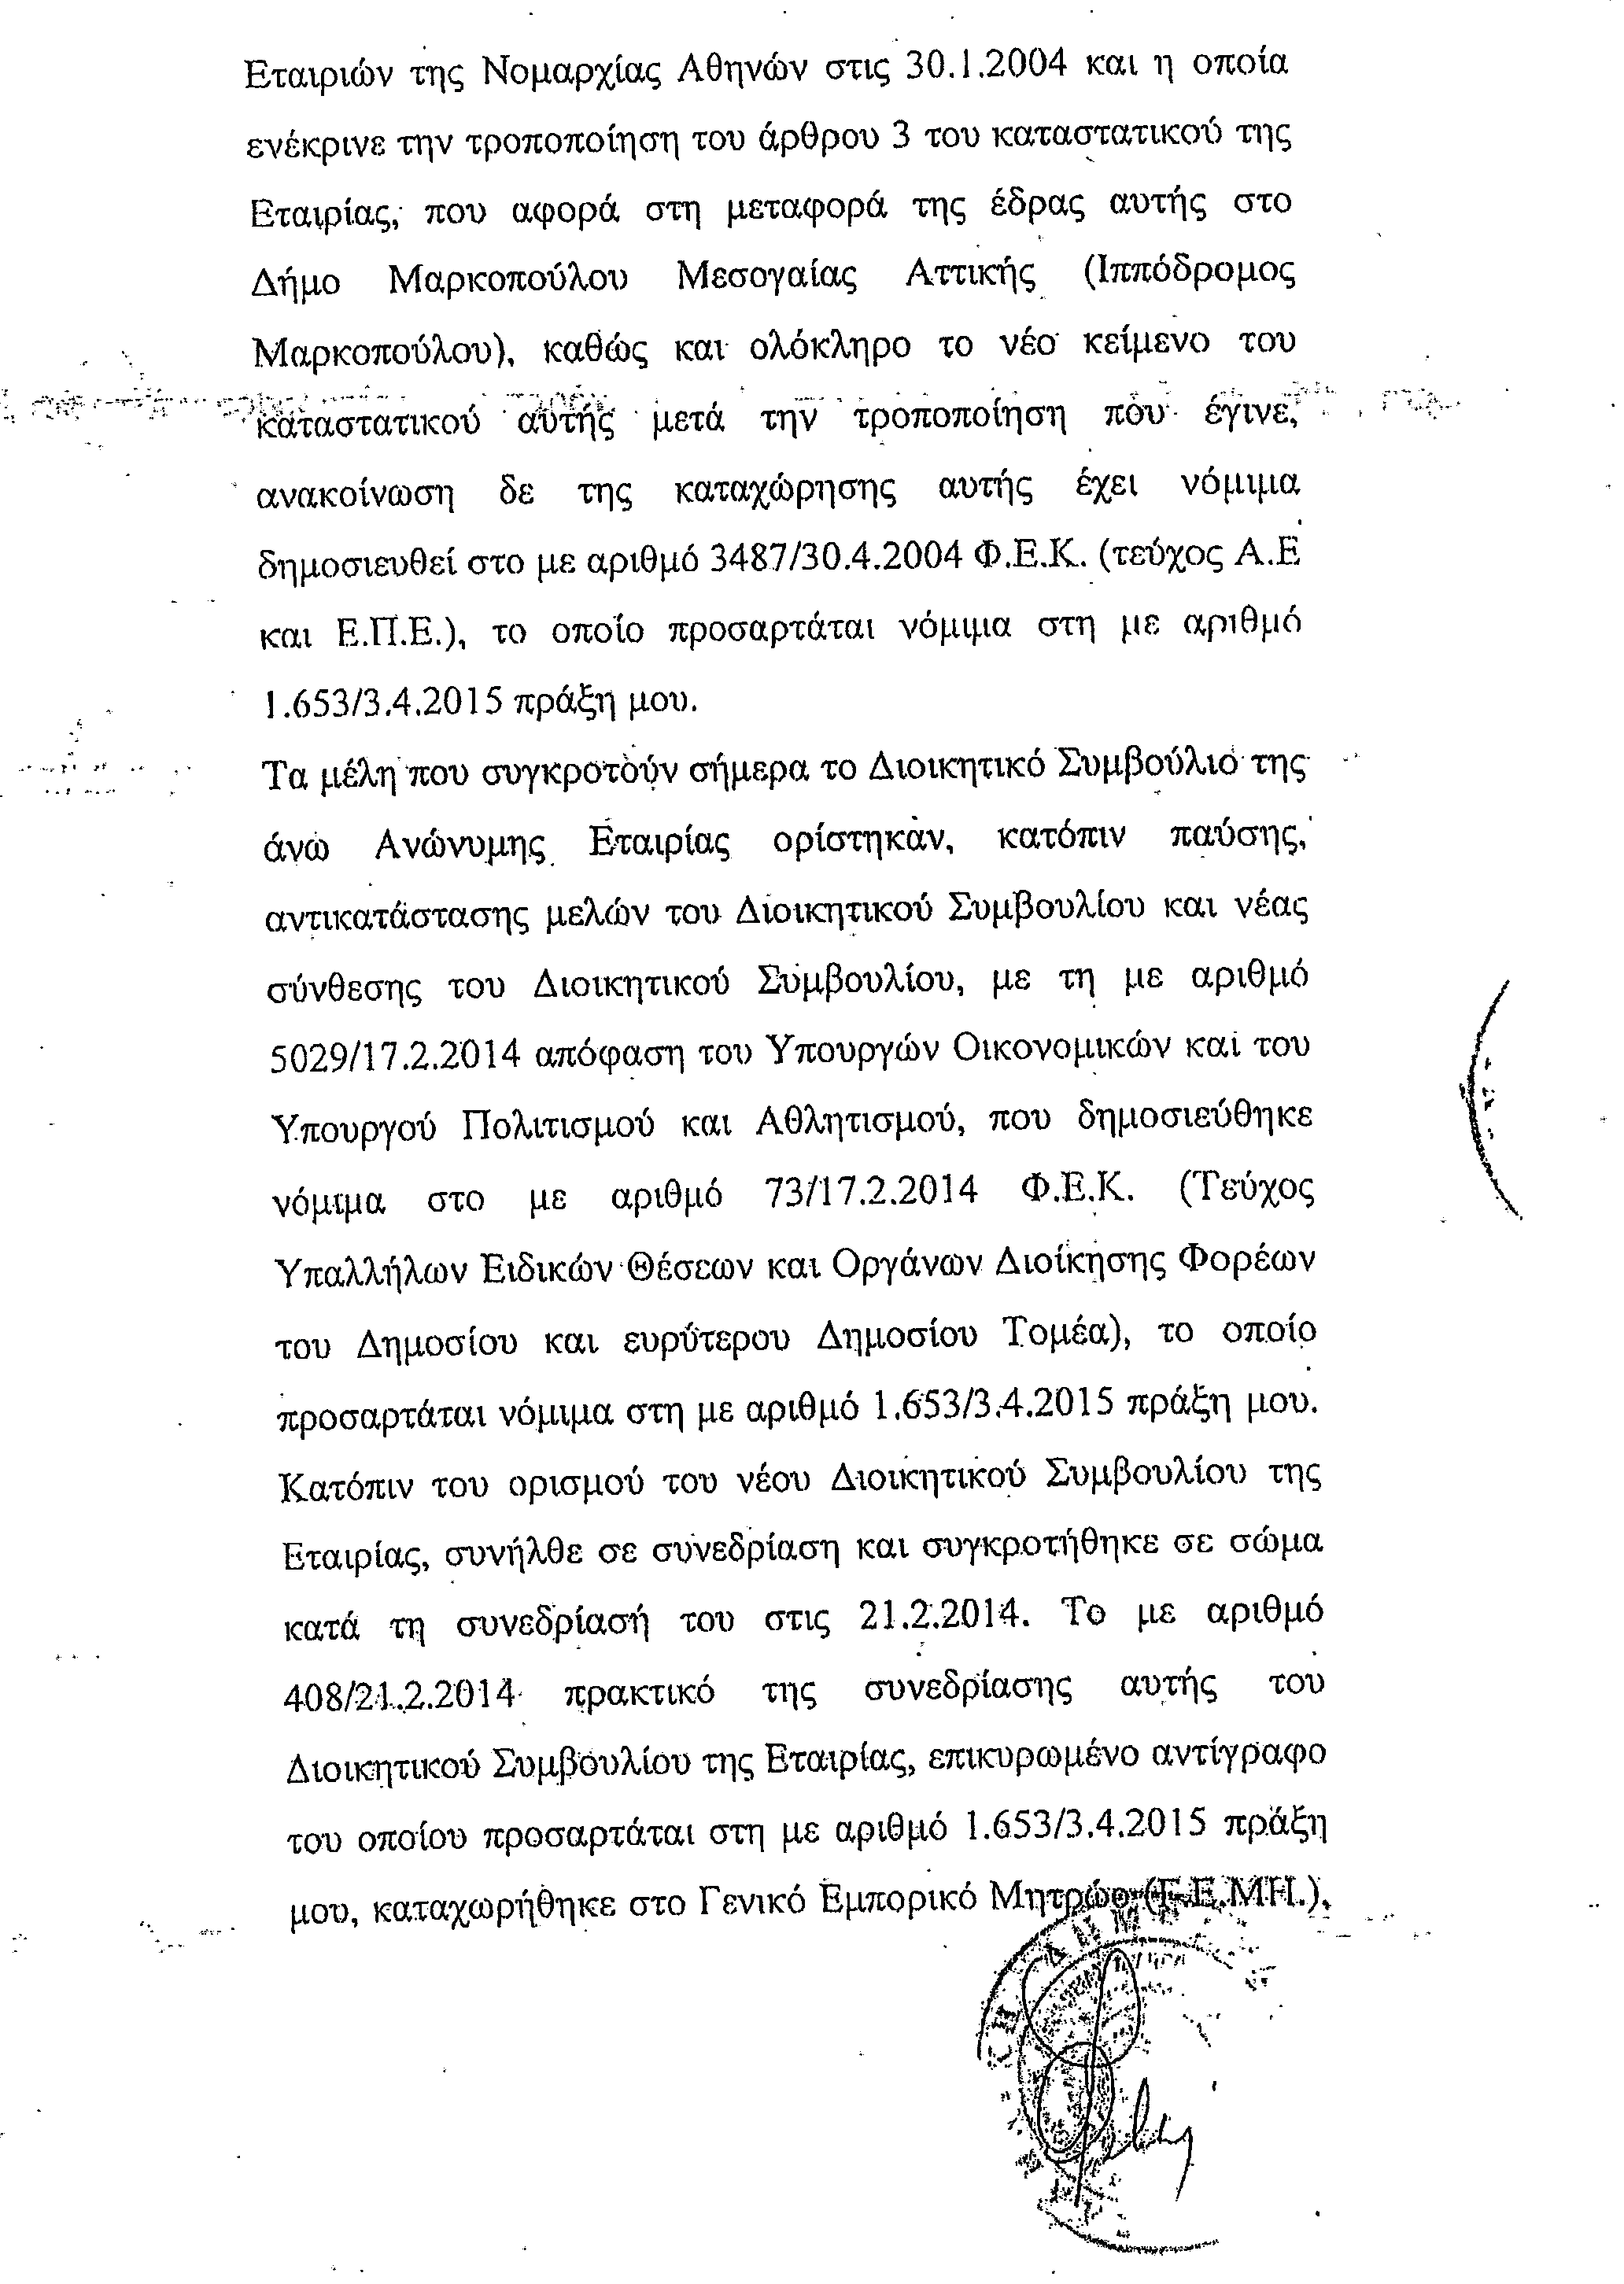 Εταιριών της Νομαρχίας Αθηνών στις 30.1.2004 και η οποία
ενέκρινε την τροποποίηση του άρθρου 3 του καταστατικού της
Εταιρίας, που αφορά στη μεταφορά της έδρας αυτής στο
Δήμο Μαρκοπούλου Μεσογαίας Αττικής (Ιππόδρομος
Μαρκοπούλου), καθώς και ολόκληρο το νέο κείμενο του
καταστατικού αυτής μετά την τροποποίηση που έγινε,
ανακοίνωση δε της καταχώρησης αυτής έχει νόμιμα
δημοσιευθεί στο με αριθμό 3487/30.4.2004 Φ.Ε.Κ. (τεύχος Α.Ε
και Ε.Π.Ε.), το οποίο προσαρτάται νόμιμα στη με αριθμό
1.653/3.4.2015 πράξη μου.
Τα μέλη που συγκροτούν σήμερα το Διοικητικό Συμβούλιο της
άνω Ανώνυμης Εταιρίας ορίστηκαν, κατόπιν παύσης,
αντικατάστασης μελών του Διοικητικού Συμβουλίου και νέας
σύνθεσης του Διοικητικού Συμβουλίου, με τη με αριθμό
5029/17.2.2014 απόφαση του Υπουργών Οικονομικών και του
Υπουργού Πολιτισμού και Αθλητισμού, που δημοσιεύθηκε
νόμιμα στο με αριθμό 73/17.2.2014 Φ.Ε.Κ. (Τεύχος
Υπαλλήλων Ειδικών Θέσεων και Οργάνων Διοίκησης Φορέων
του Δημοσίου και ευρύτερου Δημοσίου Τομέα), το οποίο
προσαρτάται νόμιμα στη με αριθμό 1.653/3.4.2015 πράξη μου.
Κατόπιν του ορισμού του νέου Διοικητικού Συμβουλίου της
Εταιρίας, συνήλθε σε συνεδρίαση και συγκροτήθηκε σε σώμα
κατά τη συνεδρίασή του στις 21.2.2014. Το με αριθμό
408/21.2.2014 πρακτικό της συνεδρίασης αυτής του
Διοικητικού Συμβουλίου της Εταιρίας, επικυρωμένο αντίγραφο
του οποίου προσαρτάται στη με αριθμό 1.653/3.4.2015 πράξη
μου, καταχωρήθηκε στο Γενικό Εμπορικό Μητρώο (Γ.Ε.ΜΗ.),